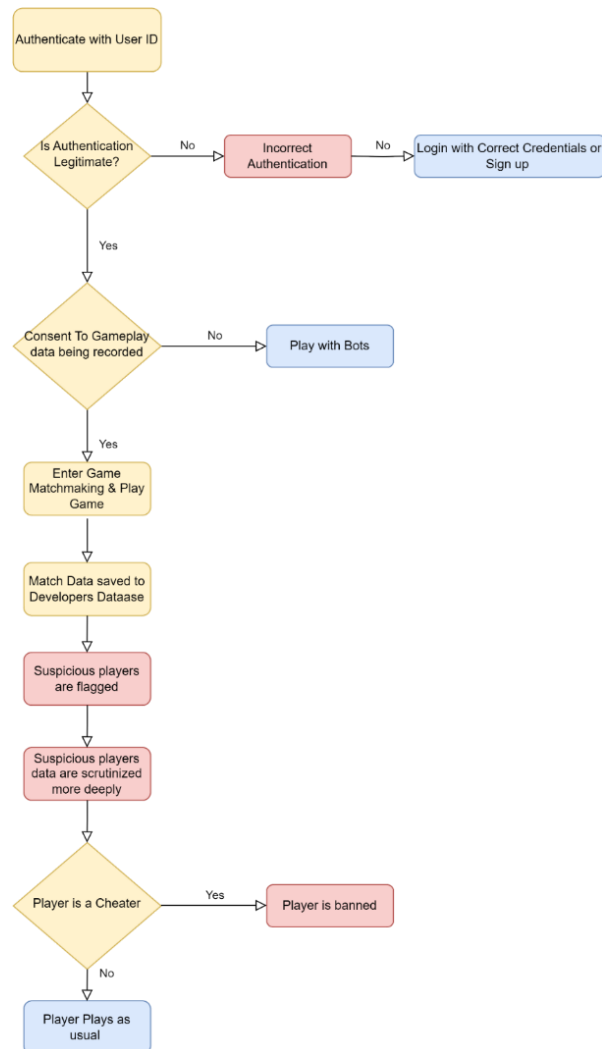 Authenticate with User ID
Is Authentication
Legitimate?
No
Incorrect
Authentication
No
Login with Correct Credentials or
Sign up
Yes
Consent To Gameplay
data being recorded
No
Play with Bots
Yes
Enter Game
Matchmaking & Play
Game
Match Data saved to
Developers Dataase
Suspicious players
are flagged
Suspicious players
data are scrutinized
more deeply
Player is a Cheater
Yes
Player is banned
No
Player Plays as
usual